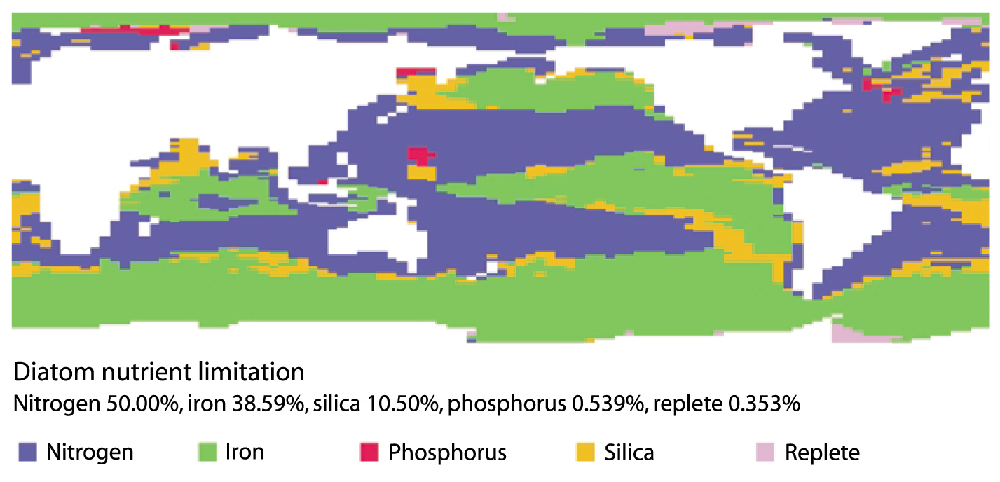 Diatom nutrient limitation
Nitrogen 50.00%, iron 38.59%, silica 10.50%, phosphorus 0.539%, replete 0.353%
Nitrogen Iron Phosphorus Silica Replete